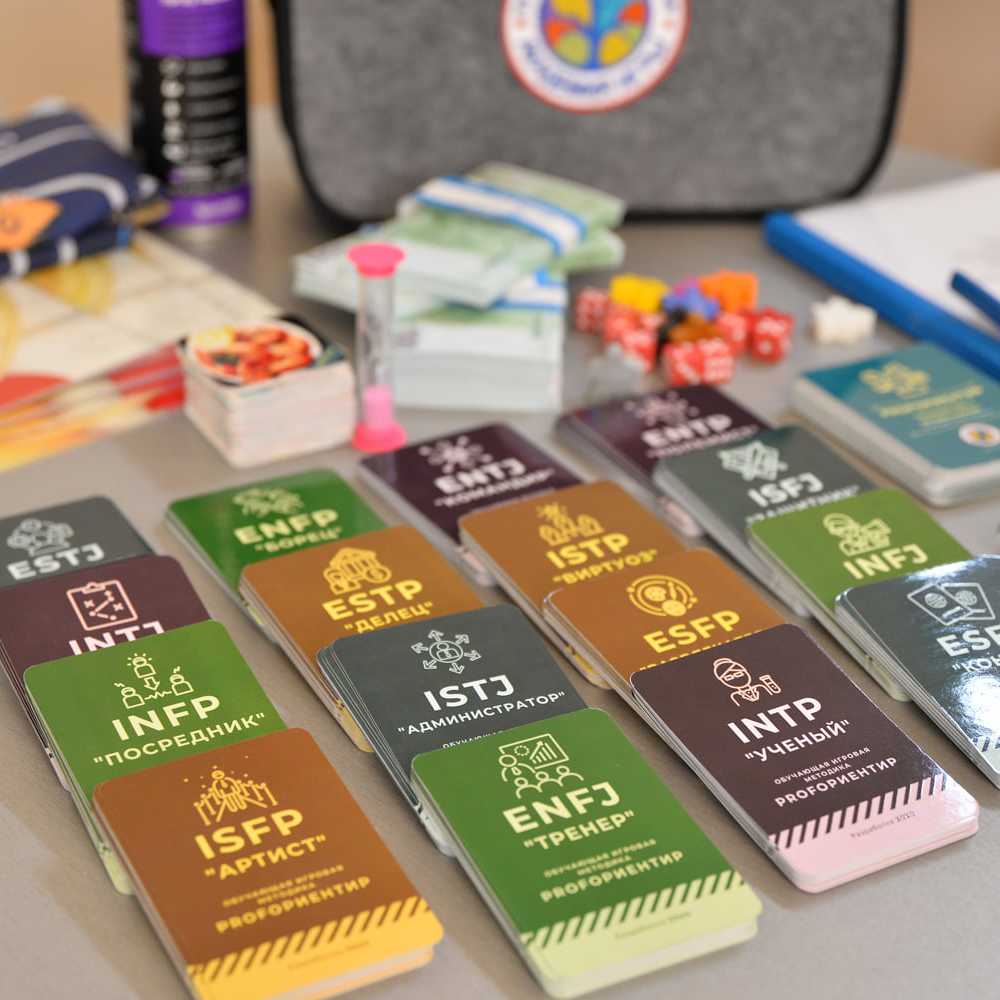 ENTP
ENTJ
"КОМАНДИР"
ISFJ
ENFP
"БОРЕЦ"
ISTP
"ВИРТУОЗ"
INFJ
ESTJ
ESTP
"ДЕЛЕЦ"
ESFP
INTJ
ISTJ
"АДМИНИСТРАТОР"
INFP
"ПОСРЕДНИК"
INTP
"УЧЕНЫЙ"
ОБУЧАЮЩАЯ ИГРОВАЯ
МЕТОДИКА
PROFОРИЕНТИР
ISFP
"АРТИСТ"
ОБУЧАЮЩАЯ ИГРОВАЯ
МЕТОДИКА
PROFОРИЕНТИР
ENFJ
"ТРЕНЕР"
ОБУЧАЮЩАЯ ИГРОВАЯ
МЕТОДИКА
PROFОРИЕНТИР